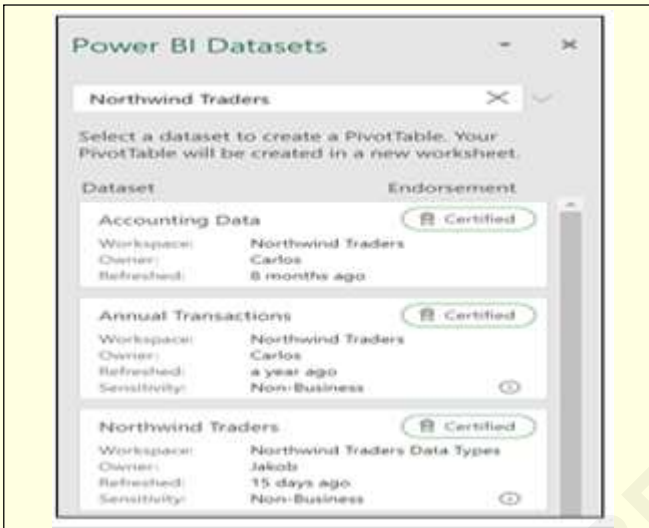 Power BI Datasets
Northwind Traders
Select a dataset to create a PivotTable. Your
PivotTable will be created in a new worksheet.
Dataset Endorsement
Accounting Data Certified
Workspace: Northwind Traders
Owner: Carlos
Refreshed: 8 months ago
Annual Transactions Certified
Workspace: Northwind Traders
Owner: Carlos
Refreshed: a year ago
Sensitivity: Non-Business
Northwind Traders Certified
Workspace: Northwind Traders Data Types
Owner: Jakob
Refreshed: 15 days ago
Sensitivity: Non-Business